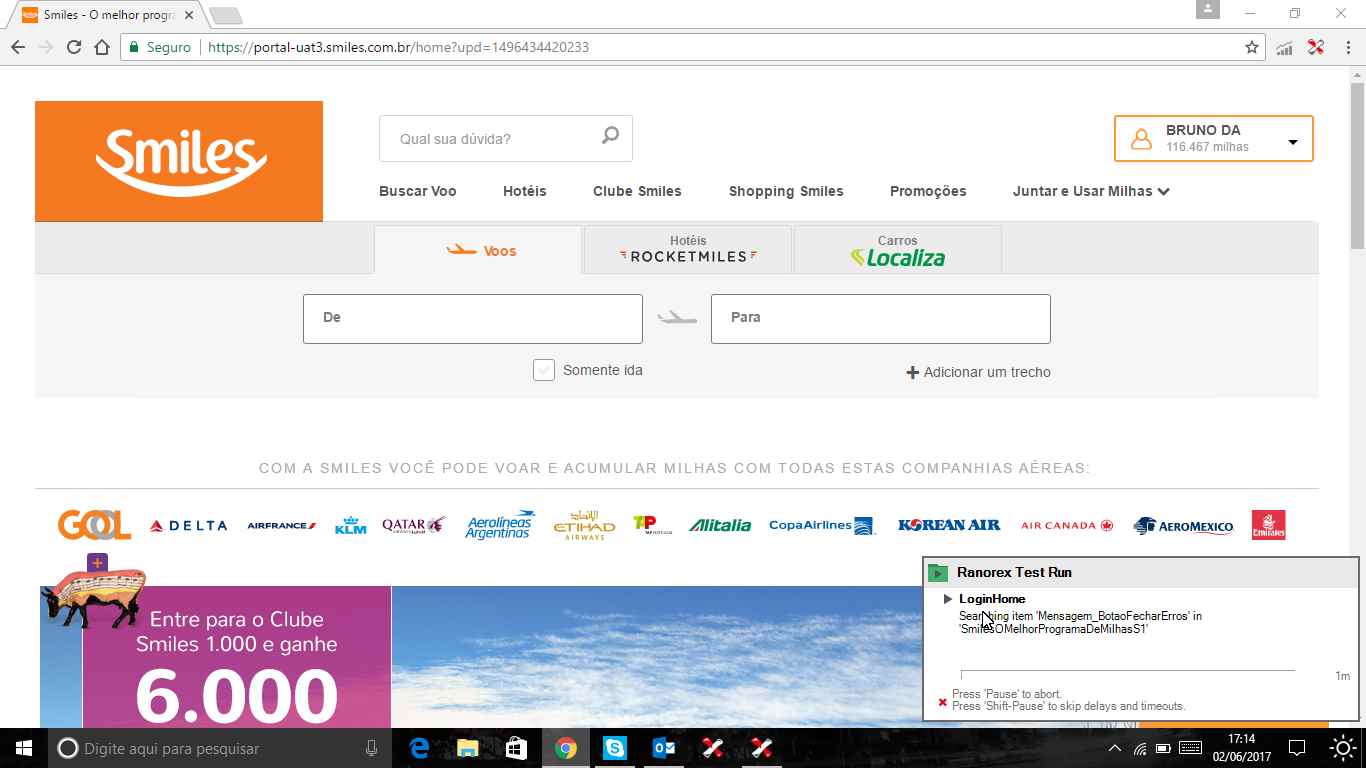 Smiles - O melhor progra
Seguro
https://portal-uat3.smiles.com.br/home?upd=1496434420233
Smiles
Qual sua dúvida?
BRUNO DA
116.467 milhas
Buscar Voo
Hotéis
Clube Smiles
Shopping Smiles
Promoções
Juntar e Usar Milhas
Voos
Hotéis
ROCKETMILES
Carros
Localiza
De
Para
Somente ida
Adicionar um trecho
COM A SMILES VOCÊ PODE VOAR E ACUMULAR MILHAS COM TODAS ESTAS COMPANHIAS AÉREAS:
GOL
DELTA
AIRFRANCE
KLM
QATAR
Aerolíneas
Argentinas
الإتحاد
ETIHAD
AIRWAYS
TAP
Alitalia
CopaAirlines
KOREAN AIR
AIR CANADA
AEROMEXICO
Emirates
Entre para o Clube
Smiles 1.000 e ganhe
6.000
Ranorex Test Run
LoginHome
Searching item 'Mensagem_BotaoFecharErros' in
'SmilesOMelhorProgramaDeMilhasS1'
1m
Press 'Pause' to abort.
Press 'Shift-Pause' to skip delays and timeouts.
Digite aqui para pesquisar
17:14
02/06/2017